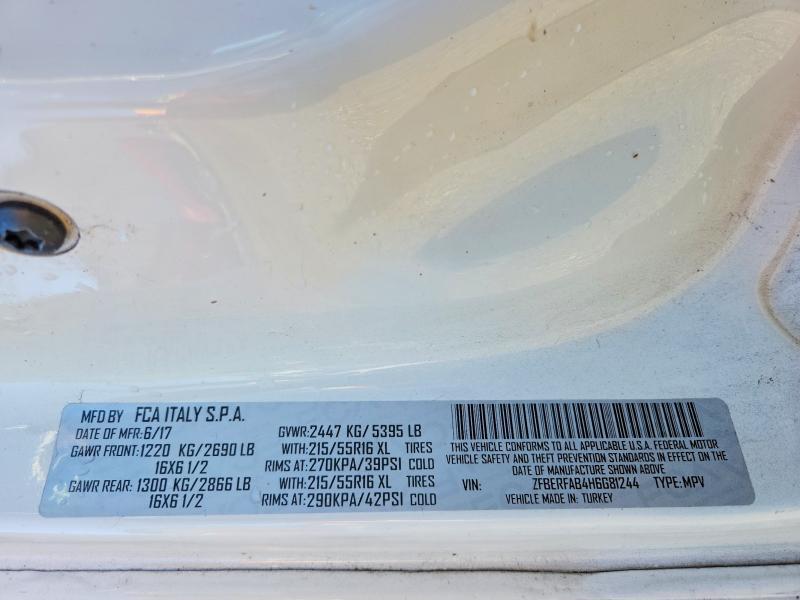 MFD BY FCA ITALY S.P.A.
DATE OF MFR:6/17 GVWR:2447 KG/5395 LB
GAWR FRONT:1220 KG/2690 LB WITH:215/55R16 XL TIRES
16X6 1/2 RIMS AT:270KPA/39PSI COLD
GAWR REAR: 1300 KG/2866 LB WITH:215/55R16 XL TIRES
16X6 1/2 RIMS AT:290KPA/42PSI COLD
THIS VEHICLE CONFORMS TO ALL APPLICABLE U.S.A. FEDERAL MOTOR
VEHICLE SAFETY AND THEFT PREVENTION STANDARDS IN EFFECT ON THE
DATE OF MANUFACTURE SHOWN ABOVE.
VIN: ZFBERFAB4H6G81244 TYPE:MPV
VEHICLE MADE IN: TURKEY